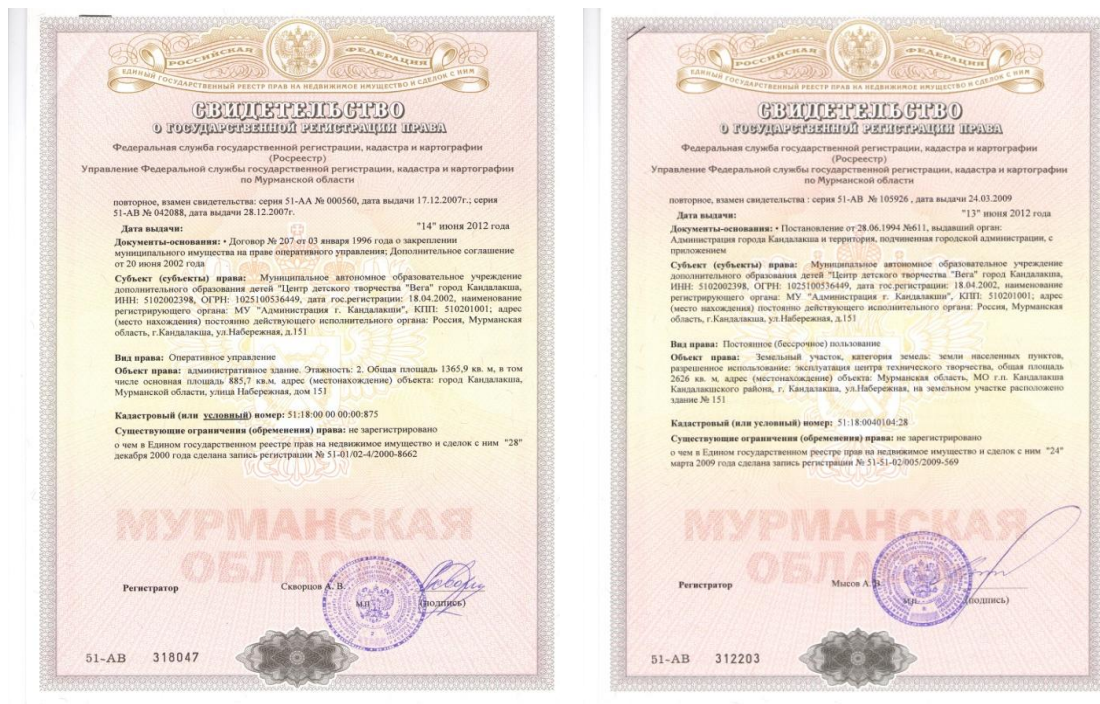 РОССИЙСКАЯ ФЕДЕРАЦИЯ
ЕДИНЫЙ ГОСУДАРСТВЕННЫЙ РЕЕСТР ПРАВ НА НЕДВИЖИМОЕ ИМУЩЕСТВО И СДЕЛОК С НИМ
СВИДЕТЕЛЬСТВО
О ГОСУДАРСТВЕННОЙ РЕГИСТРАЦИИ ПРАВА
Федеральная служба государственной регистрации, кадастра и картографии
(Росреестр)
Управление Федеральной службы государственной регистрации, кадастра и картографии
по Мурманской области
повторное, взамен свидетельства: серия 51-АА № 000560, дата выдачи 17.12.2007г.; серия
51-АВ № 042088, дата выдачи 28.12.2007г.
Дата выдачи: "14" июня 2012 года
Документы-основания: • Договор № 207 от 03 января 1996 года о закреплении
муниципального имущества на праве оперативного управления; Дополнительное соглашение
от 20 июня 2002 года
Субъект (субъекты) права: Муниципальное автономное образовательное учреждение
дополнительного образования детей "Центр детского творчества "Вега" город Кандалакша,
ИНН: 5102002398, ОГРН: 1025100536449, дата гос.регистрации: 18.04.2002, наименование
регистрирующего органа: МУ "Администрация г. Кандалакши", КПП: 510201001; адрес
(место нахождения) постоянно действующего исполнительного органа: Россия, Мурманская
область, г.Кандалакша, ул.Набережная, д.151
Вид права: Оперативное управление
Объект права: административное здание. Этажность: 2. Общая площадь 1365,9 кв. м, в том
числе основная площадь 885,7 кв.м, адрес (местонахождение) объекта: город Кандалакша,
Мурманской области, улица Набережная, дом 151
Кадастровый (или условный) номер: 51:18:00 00 00:00:875
Существующие ограничения (обременения) права: не зарегистрировано
о чем в Едином государственном реестре прав на недвижимое имущество и сделок с ним "28"
декабря 2000 года сделана запись регистрации № 51-01/02-4/2000-8662
МУРМАНСКАЯ
ОБЛАСТЬ
Регистратор Скворцов А. В.
м.п. (подпись)
51-АВ 318047
РОССИЙСКАЯ ФЕДЕРАЦИЯ
ЕДИНЫЙ ГОСУДАРСТВЕННЫЙ РЕЕСТР ПРАВ НА НЕДВИЖИМОЕ ИМУЩЕСТВО И СДЕЛОК С НИМ
СВИДЕТЕЛЬСТВО
О ГОСУДАРСТВЕННОЙ РЕГИСТРАЦИИ ПРАВА
Федеральная служба государственной регистрации, кадастра и картографии
(Росреестр)
Управление Федеральной службы государственной регистрации, кадастра и картографии
по Мурманской области
повторное, взамен свидетельства : серия 51-АВ № 105926 , дата выдачи 24.03.2009
Дата выдачи: "13" июня 2012 года
Документы-основания: • Постановление от 28.06.1994 №611, выдавший орган:
Администрация города Кандалакша и территория, подчиненная городской администрации, с
приложением
Субъект (субъекты) права: Муниципальное автономное образовательное учреждение
дополнительного образования детей "Центр детского творчества "Вега" город Кандалакша,
ИНН: 5102002398, ОГРН: 1025100536449, дата гос.регистрации: 18.04.2002, наименование
регистрирующего органа: МУ "Администрация г. Кандалакши", КПП: 510201001; адрес
(место нахождения) постоянно действующего исполнительного органа: Россия, Мурманская
область, г.Кандалакша, ул.Набережная, д.151
Вид права: Постоянное (бессрочное) пользование
Объект права: Земельный участок, категория земель: земли населенных пунктов,
разрешенное использование: эксплуатация центра технического творчества, общая площадь
2626 кв. м, адрес (местонахождение) объекта: Мурманская область, МО г.п. Кандалакша
Кандалакшского района, г. Кандалакша, ул.Набережная, на земельном участке расположено
здание № 151
Кадастровый (или условный) номер: 51:18:0040104:28
Существующие ограничения (обременения) права: не зарегистрировано
о чем в Едином государственном реестре прав на недвижимое имущество и сделок с ним "24"
марта 2009 года сделана запись регистрации № 51-51-02/005/2009-569
МУРМАНСКАЯ
ОБЛАСТЬ
Регистратор Мысов А. В.
м.п. (подпись)
51-АВ 312203